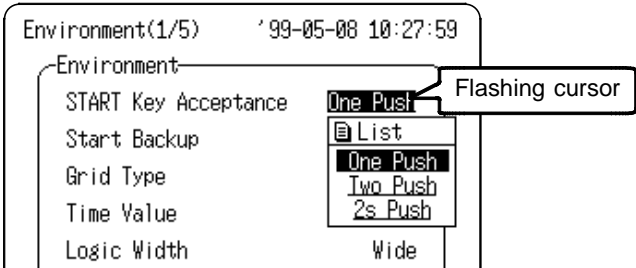 Environment(1/5) '99-05-08 10:27:59
Environment
START Key Acceptance One Push
Flashing cursor
Start Backup
List
Grid Type
One Push
Two Push
Time Value
2s Push
Logic Width Wide